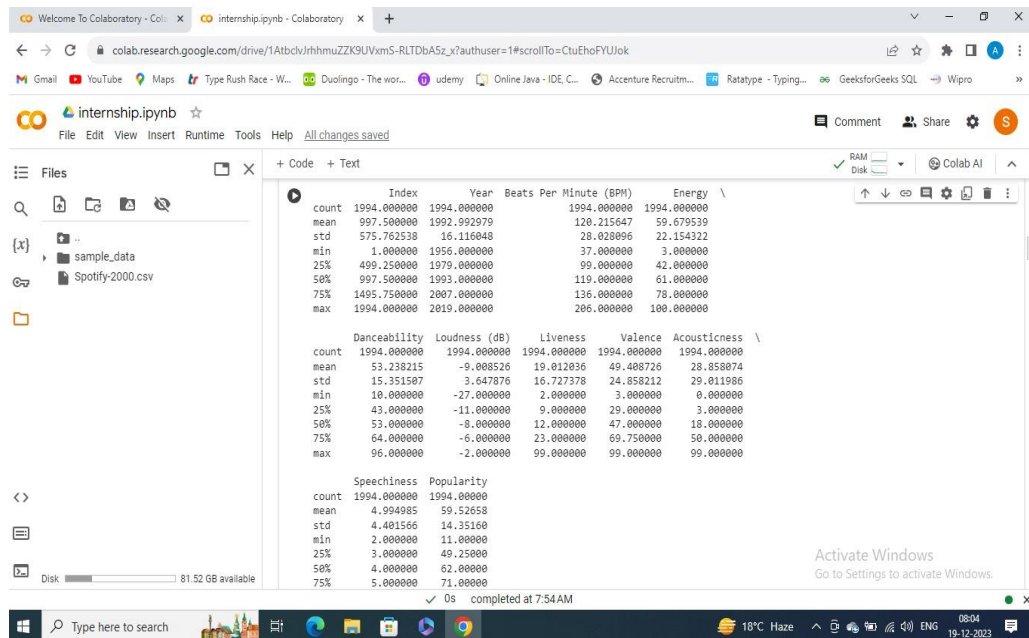 Welcome To Colaboratory - Col
internship.ipynb - Colaboratory
colab.research.google.com/drive/1AtbclvJrhhmuZZK9UVxmS-RLTDbA5z_x?authuser=1#scrollTo=CtuEhoFYUJok
Gmail YouTube Maps Type Rush Race - W... Duolingo - The wor... udemy Online Java - IDE, C... Accenture Recruitm... Ratatype - Typing... GeeksforGeeks SQL Wipro »
internship.ipynb
Comment Share S
File Edit View Insert Runtime Tools Help All changes saved
Files
+ Code + Text
RAM
Disk
Colab AI
..
sample_data
Spotify-2000.csv
{x}
Index Year Beats Per Minute (BPM) Energy \
count 1994.000000 1994.000000 1994.000000 1994.000000
mean 997.500000 1992.992979 120.215647 59.679539
std 575.762538 16.116048 28.028096 22.154322
min 1.000000 1956.000000 37.000000 3.000000
25% 499.250000 1979.000000 99.000000 42.000000
50% 997.500000 1993.000000 119.000000 61.000000
75% 1495.750000 2007.000000 136.000000 78.000000
max 1994.000000 2019.000000 206.000000 100.000000
Danceability Loudness (dB) Liveness Valence Acousticness \
count 1994.000000 1994.000000 1994.000000 1994.000000 1994.000000
mean 53.238215 -9.008526 19.012036 49.408726 28.858074
std 15.351507 3.647876 16.727378 24.858212 29.011986
min 10.000000 -27.000000 2.000000 3.000000 0.000000
25% 43.000000 -11.000000 9.000000 29.000000 3.000000
50% 53.000000 -8.000000 12.000000 47.000000 18.000000
75% 64.000000 -6.000000 23.000000 69.750000 50.000000
max 96.000000 -2.000000 99.000000 99.000000 99.000000
Speechiness Popularity
count 1994.000000 1994.00000
mean 4.994985 59.52658
std 4.401566 14.35160
min 2.000000 11.00000
25% 3.000000 49.25000
50% 4.000000 62.00000
75% 5.000000 71.00000
Activate Windows
Go to Settings to activate Windows.
Disk 81.52 GB available
0s completed at 7:54 AM
Type here to search
18°C Haze
ENG
08:04
19-12-2023